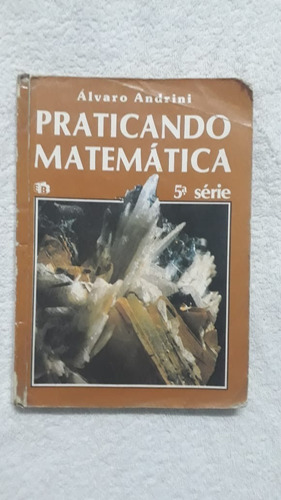 Álvaro Andrini
PRATICANDO
MATEMÁTICA
5ª série